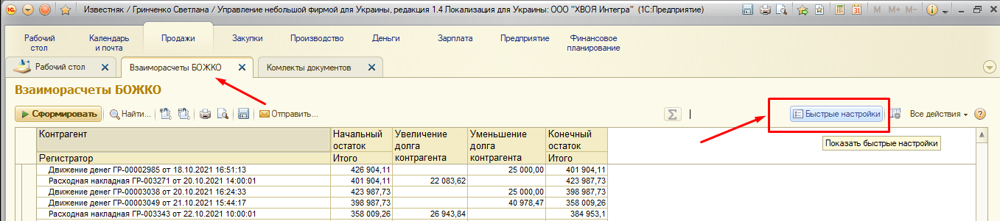 Известняк / Гринченко Светлана / Управление небольшой фирмой для Украины, редакция 1.4 Локализация для Украины: ООО "ХВОЯ Интегра" (1С:Предприятие)
M M+ M-
Рабочий стол
Календарь и почта
Продажи
Закупки
Производство
Деньги
Зарплата
Предприятие
Финансовое планирование
Рабочий стол
Взаиморасчеты БОЖКО
Комлекты документов
Взаиморасчеты БОЖКО
Сформировать Найти... Отправить... Σ Быстрые настройки Все действия
Показать быстрые настройки
Контрагент Начальный остаток Увеличение долга контрагента Уменьшение долга контрагента Конечный остаток
Регистратор Итого Итого
Движение денег ГР-00002985 от 18.10.2021 16:51:13 426 904,11 25 000,00 401 904,11
Расходная накладная ГР-003271 от 20.10.2021 14:00:01 401 904,11 22 083,62 423 987,73
Движение денег ГР-00003038 от 20.10.2021 16:24:33 423 987,73 25 000,00 398 987,73
Движение денег ГР-00003049 от 21.10.2021 15:44:17 398 987,73 40 978,47 358 009,26
Расходная накладная ГР-003343 от 22.10.2021 10:00:01 358 009,26 26 943,84 384 953,1